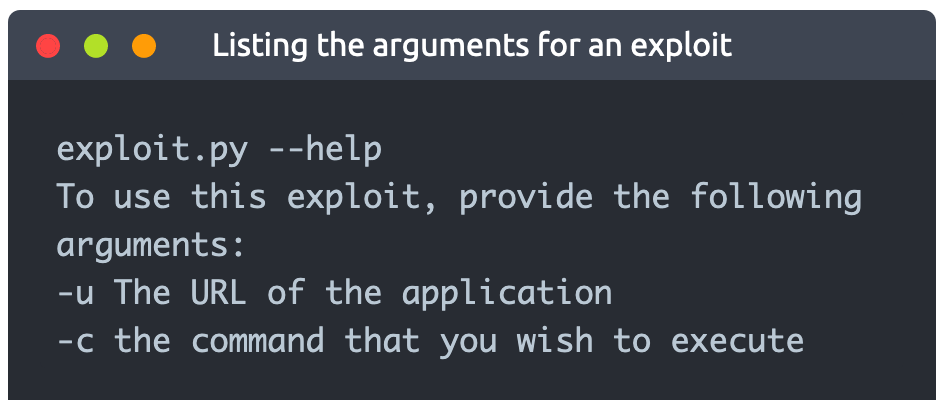 Listing the arguments for an exploit
exploit.py --help
To use this exploit, provide the following
arguments:
-u The URL of the application
-c the command that you wish to execute